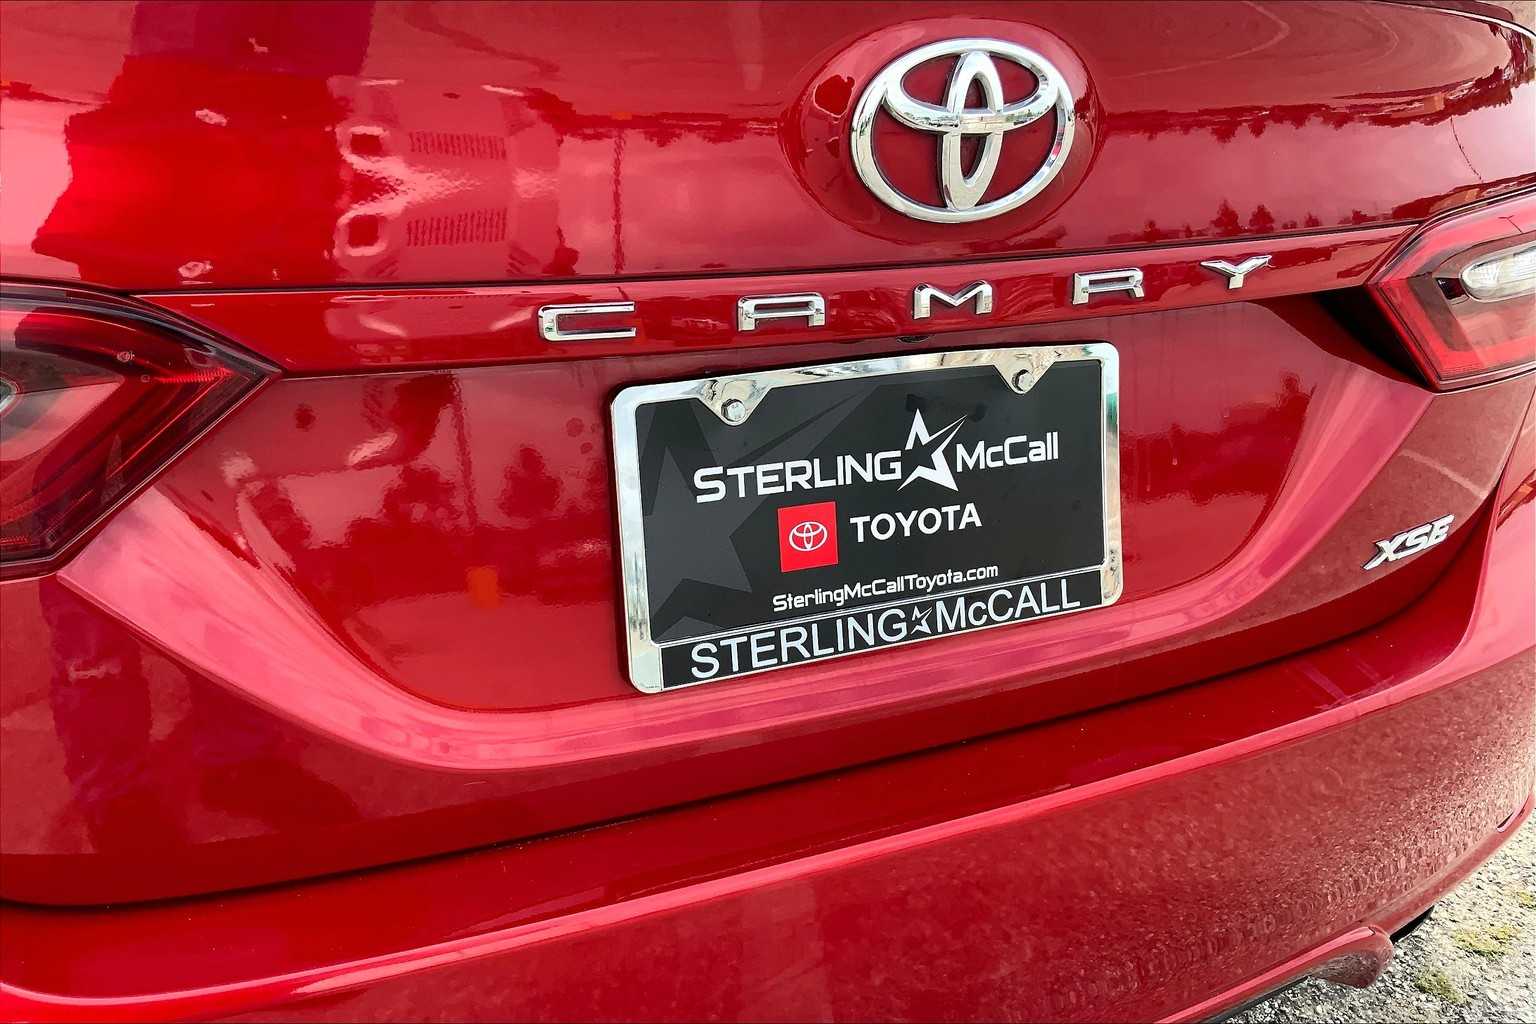 CAMRY
STERLING McCall
TOYOTA
SterlingMcCallToyota.com
STERLING McCALL
XSE